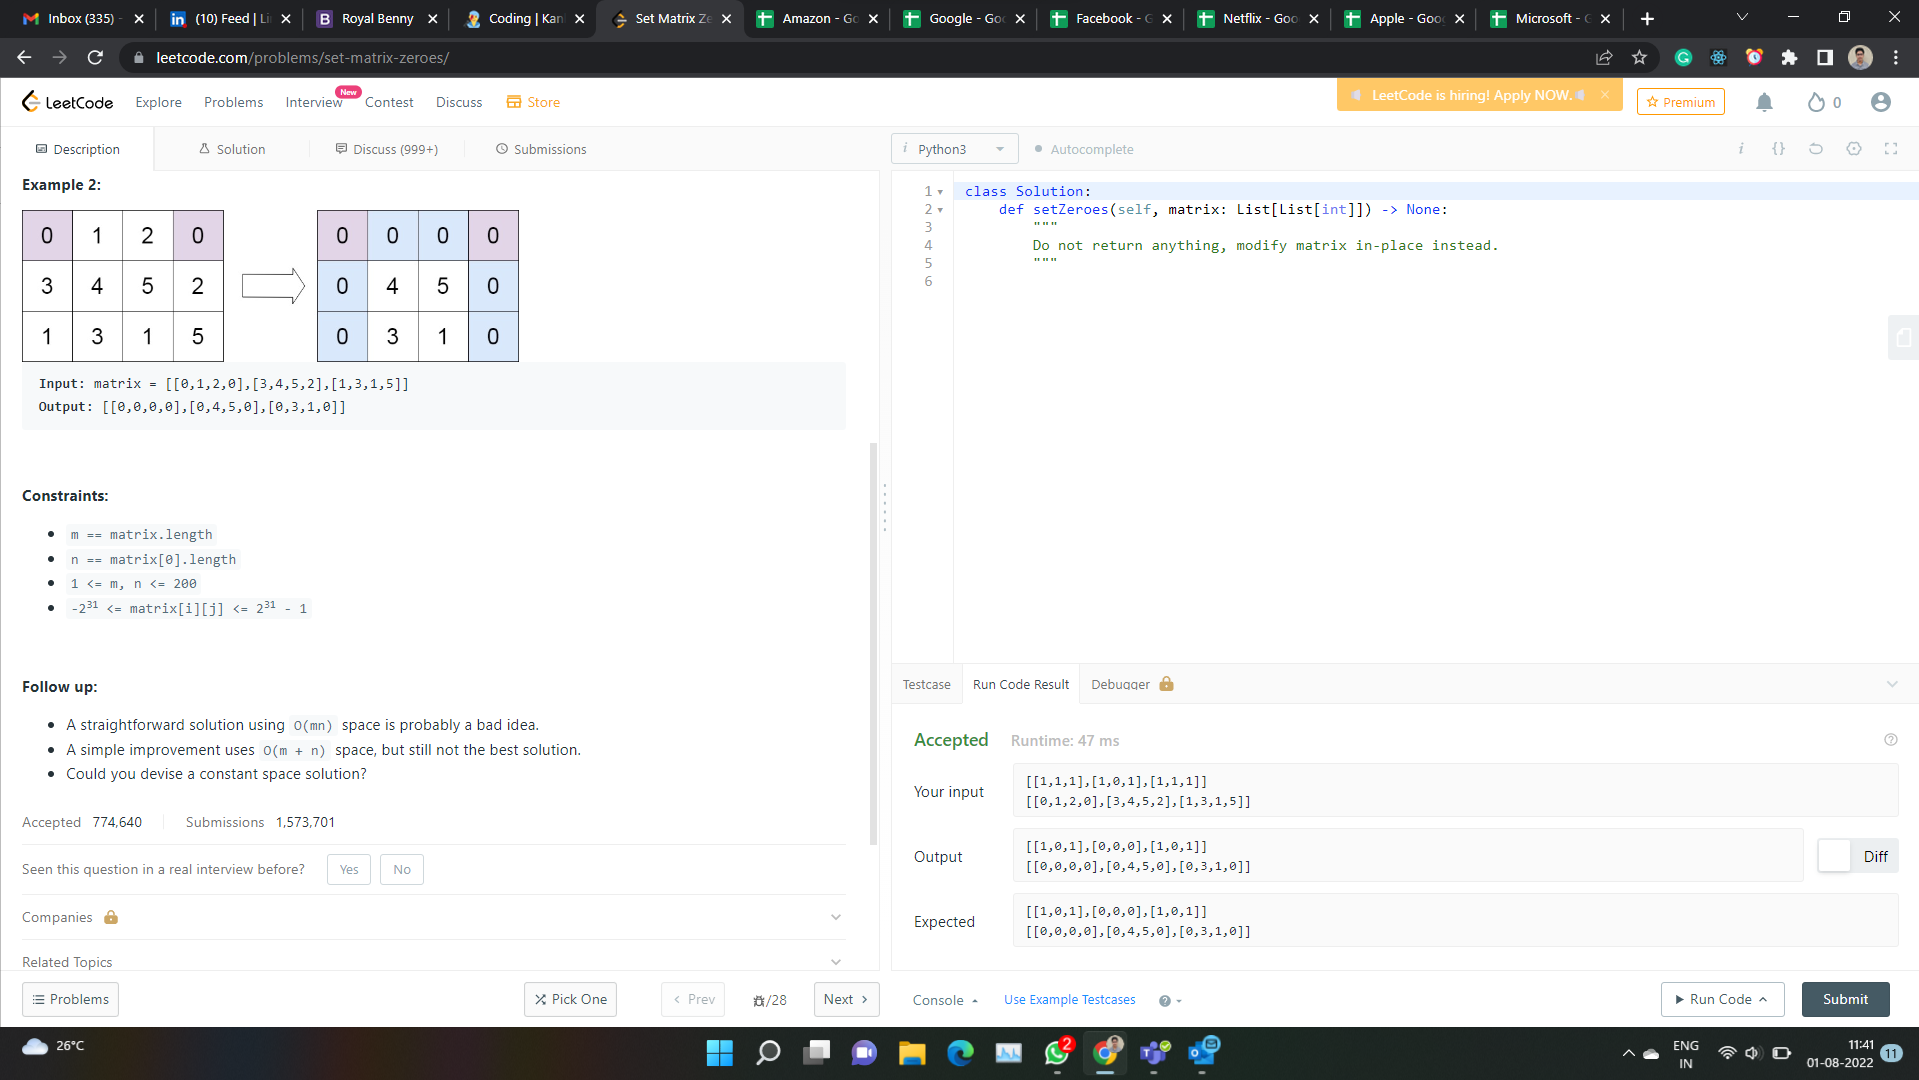 Inbox (335) -
(10) Feed | Li
Royal Benny
Coding | Kan
Set Matrix Ze
Amazon - Go
Google - Goo
Facebook - G
Netflix - Goo
Apple - Goog
Microsoft - G
leetcode.com/problems/set-matrix-zeroes/
LeetCode
Explore
Problems
Interview
New
Contest
Discuss
Store
LeetCode is hiring! Apply NOW.
Premium
0
Description
Solution
Discuss (999+)
Submissions
Example 2:
0 1 2 0
3 4 5 2
1 3 1 5
0 0 0 0
0 4 5 0
0 3 1 0
Input: matrix = [[0,1,2,0],[3,4,5,2],[1,3,1,5]]
Output: [[0,0,0,0],[0,4,5,0],[0,3,1,0]]
Constraints:
m == matrix.length
n == matrix[0].length
1 <= m, n <= 200
-2³¹ <= matrix[i][j] <= 2³¹ - 1
Follow up:
A straightforward solution using O(mn) space is probably a bad idea.
A simple improvement uses O(m + n) space, but still not the best solution.
Could you devise a constant space solution?
Accepted 774,640
Submissions 1,573,701
Seen this question in a real interview before?
Yes
No
Companies
Related Topics
Problems
Pick One
Prev
/28
Next
i Python3
Autocomplete
i {}
1 class Solution:
2 def setZeroes(self, matrix: List[List[int]]) -> None:
3 """
4 Do not return anything, modify matrix in-place instead.
5 """
6
Testcase
Run Code Result
Debugger
Accepted
Runtime: 47 ms
Your input
[[1,1,1],[1,0,1],[1,1,1]]
[[0,1,2,0],[3,4,5,2],[1,3,1,5]]
Output
[[1,0,1],[0,0,0],[1,0,1]]
[[0,0,0,0],[0,4,5,0],[0,3,1,0]]
Diff
Expected
[[1,0,1],[0,0,0],[1,0,1]]
[[0,0,0,0],[0,4,5,0],[0,3,1,0]]
Console
Use Example Testcases
Run Code
Submit
26°C
2
ENG
IN
11:41
01-08-2022
11